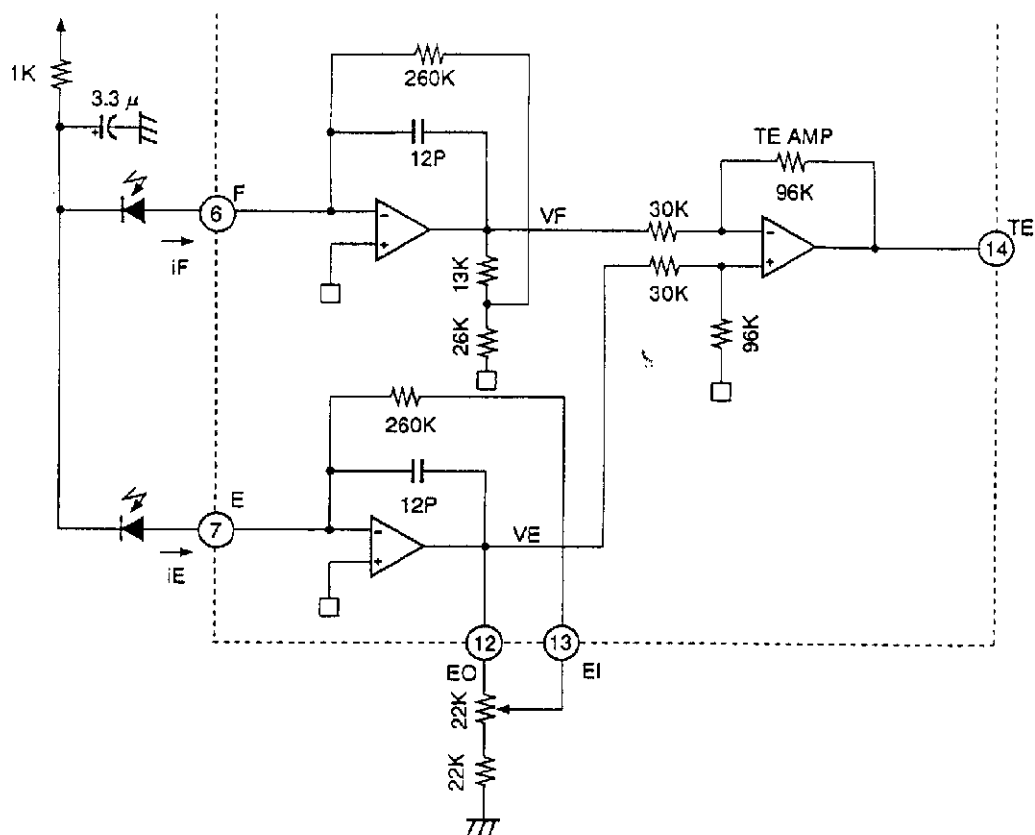 1K
3.3 μ
+
260K
12P
TE AMP
96K
6
F
iF
-
+
VF
13K
26K
30K
30K
-
+
96K
14
TE
260K
12P
7
E
iE
-
+
VE
12
EO
13
EI
22K
22K